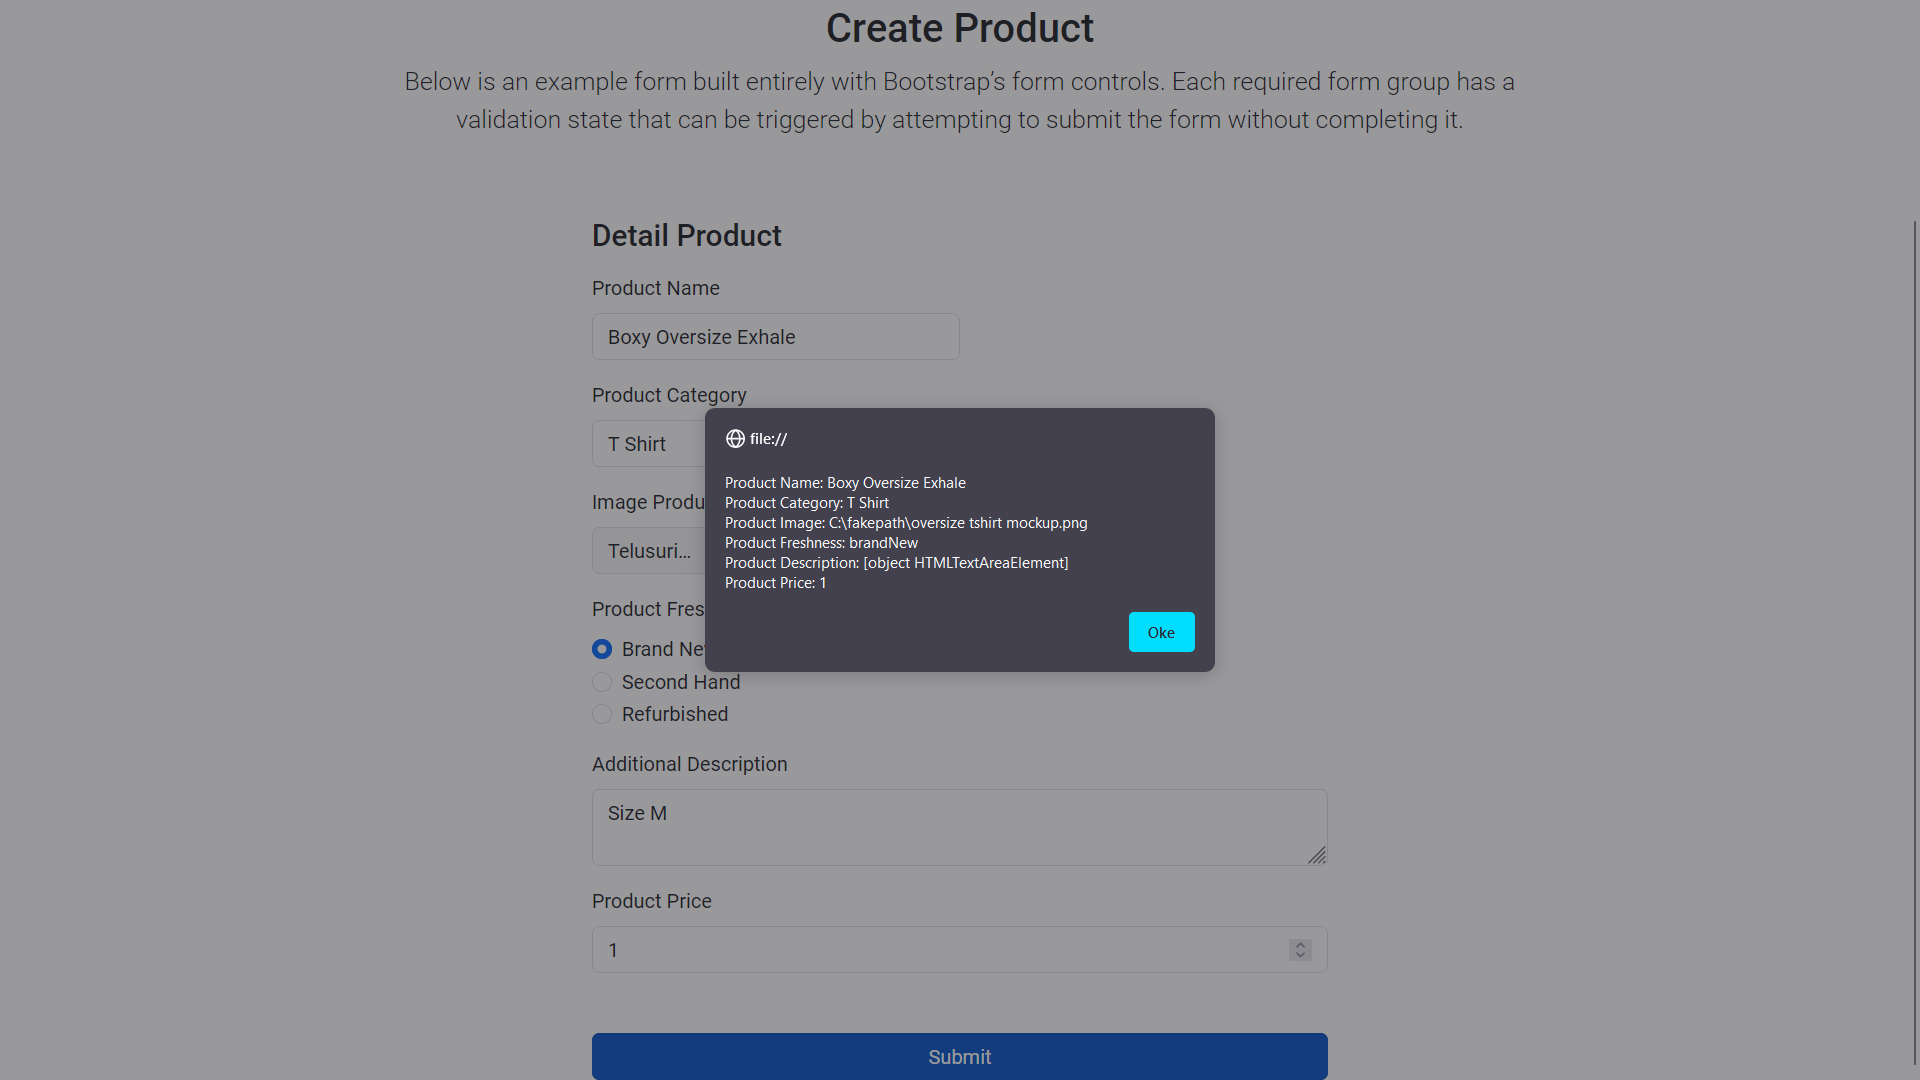 Create Product
Below is an example form built entirely with Bootstrap’s form controls. Each required form group has a
validation state that can be triggered by attempting to submit the form without completing it.
Detail Product
Product Name
Boxy Oversize Exhale
Product Category
T Shirt
Image Produ
Telusuri...
Product Fres
Brand Ne
Second Hand
Refurbished
file://
Product Name: Boxy Oversize Exhale
Product Category: T Shirt
Product Image: C:\fakepath\oversize tshirt mockup.png
Product Freshness: brandNew
Product Description: [object HTMLTextAreaElement]
Product Price: 1
Oke
Additional Description
Size M
Product Price
1
Submit